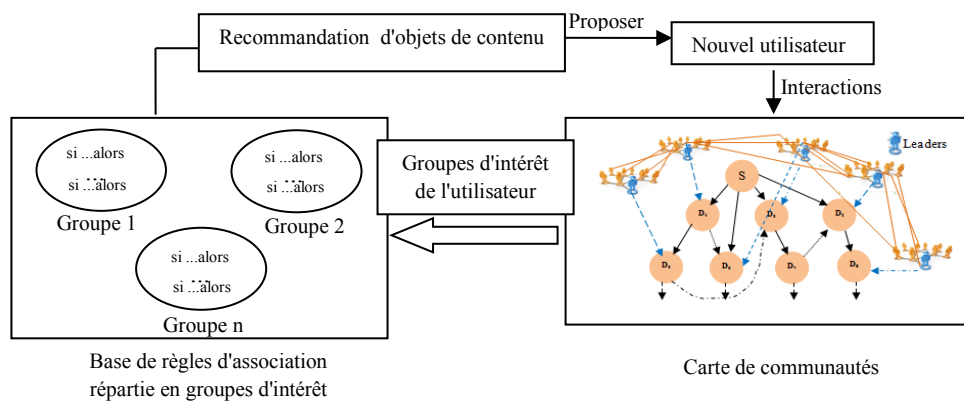 Recommandation d'objets de contenu
Proposer
Nouvel utilisateur
Interactions
si ...alors
...
si ...alors
Groupe 1
si ...alors
...
si ...alors
Groupe 2
si ...alors
...
si ...alors
Groupe n
Groupes d'intérêt
de l'utilisateur
Leaders
S
Base de règles d'association
répartie en groupes d'intérêt
Carte de communautés